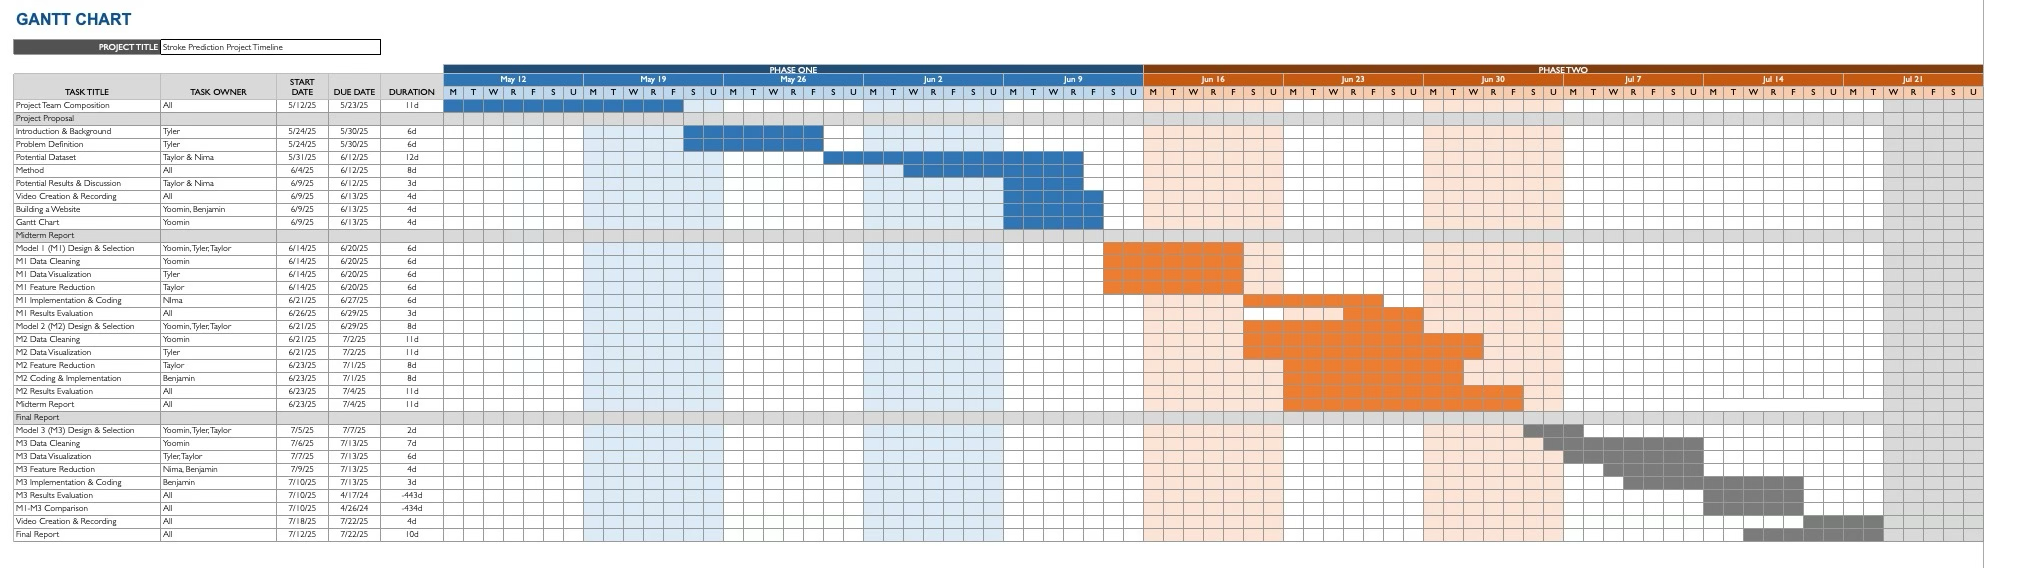 GANTT CHART
PROJECT TITLE Stroke Prediction Project Timeline
PHASE ONE PHASE TWO
May 12 May 19 May 26 Jun 2 Jun 9 Jun 16 Jun 23 Jun 30 Jul 7 Jul 14 Jul 21
TASK TITLE TASK OWNER START DATE DUE DATE DURATION M T W R F S U M T W R F S U M T W R F S U M T W R F S U M T W R F S U M T W R F S U M T W R F S U M T W R F S U M T W R F S U M T W R F S U M T W R F S U
Project Team Composition All 5/12/25 5/23/25 11d
Project Proposal
Introduction & Background Tyler 5/24/25 5/30/25 6d
Problem Definition Tyler 5/24/25 5/30/25 6d
Potential Dataset Taylor & Nima 5/31/25 6/12/25 12d
Method All 6/4/25 6/12/25 8d
Potential Results & Discussion Taylor & Nima 6/9/25 6/12/25 3d
Video Creation & Recording All 6/9/25 6/13/25 4d
Building a Website Yoomin, Benjamin 6/9/25 6/13/25 4d
Gantt Chart Yoomin 6/9/25 6/13/25 4d
Midterm Report
Model 1 (M1) Design & Selection Yoomin,Tyler,Taylor 6/14/25 6/20/25 6d
M1 Data Cleaning Yoomin 6/14/25 6/20/25 6d
M1 Data Visualization Tyler 6/14/25 6/20/25 6d
M1 Feature Reduction Taylor 6/14/25 6/20/25 6d
M1 Implementation & Coding NIma 6/21/25 6/27/25 6d
M1 Results Evaluation All 6/26/25 6/29/25 3d
Model 2 (M2) Design & Selection Yoomin,Tyler,Taylor 6/21/25 6/29/25 8d
M2 Data Cleaning Yoomin 6/21/25 7/2/25 11d
M2 Data Visualization Tyler 6/21/25 7/2/25 11d
M2 Feature Reduction Taylor 6/23/25 7/1/25 8d
M2 Coding & Implementation Benjamin 6/23/25 7/1/25 8d
M2 Results Evaluation All 6/23/25 7/4/25 11d
Midterm Report All 6/23/25 7/4/25 11d
Final Report
Model 3 (M3) Design & Selection Yoomin,Tyler,Taylor 7/5/25 7/7/25 2d
M3 Data Cleaning Yoomin 7/6/25 7/13/25 7d
M3 Data Visualization Tyler,Taylor 7/7/25 7/13/25 6d
M3 Feature Reduction Nima, Benjamin 7/9/25 7/13/25 4d
M3 Implementation & Coding Benjamin 7/10/25 7/13/25 3d
M3 Results Evaluation All 7/10/25 4/17/24 -443d
M1-M3 Comparison All 7/10/25 4/26/24 -434d
Video Creation & Recording All 7/18/25 7/22/25 4d
Final Report All 7/12/25 7/22/25 10d